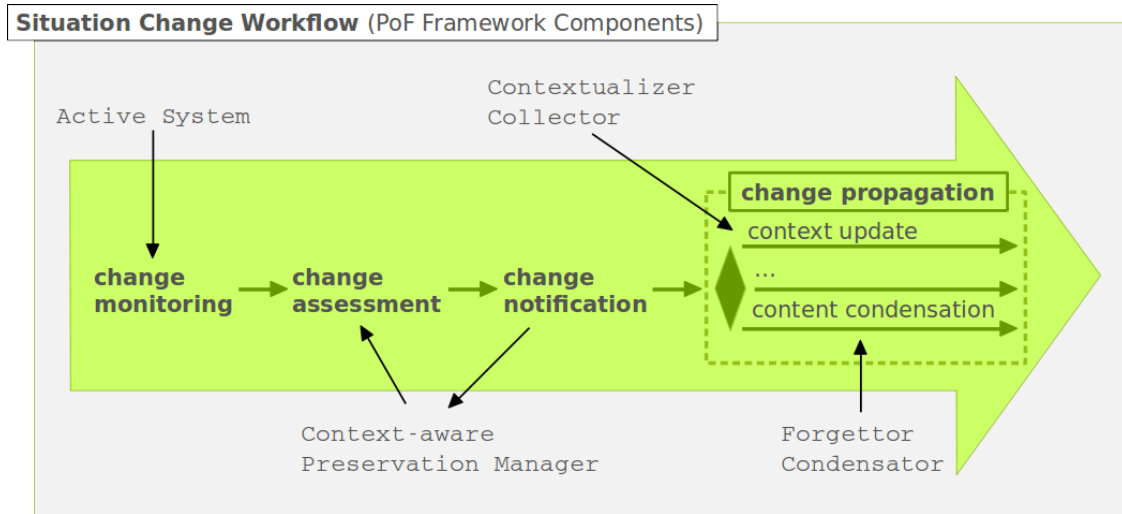 Situation Change Workflow (PoF Framework Components)
Contextualizer
Collector
Active System
change propagation
context update
...
content condensation
change
monitoring
change
assessment
change
notification
Context-aware
Preservation Manager
Forgettor
Condensator